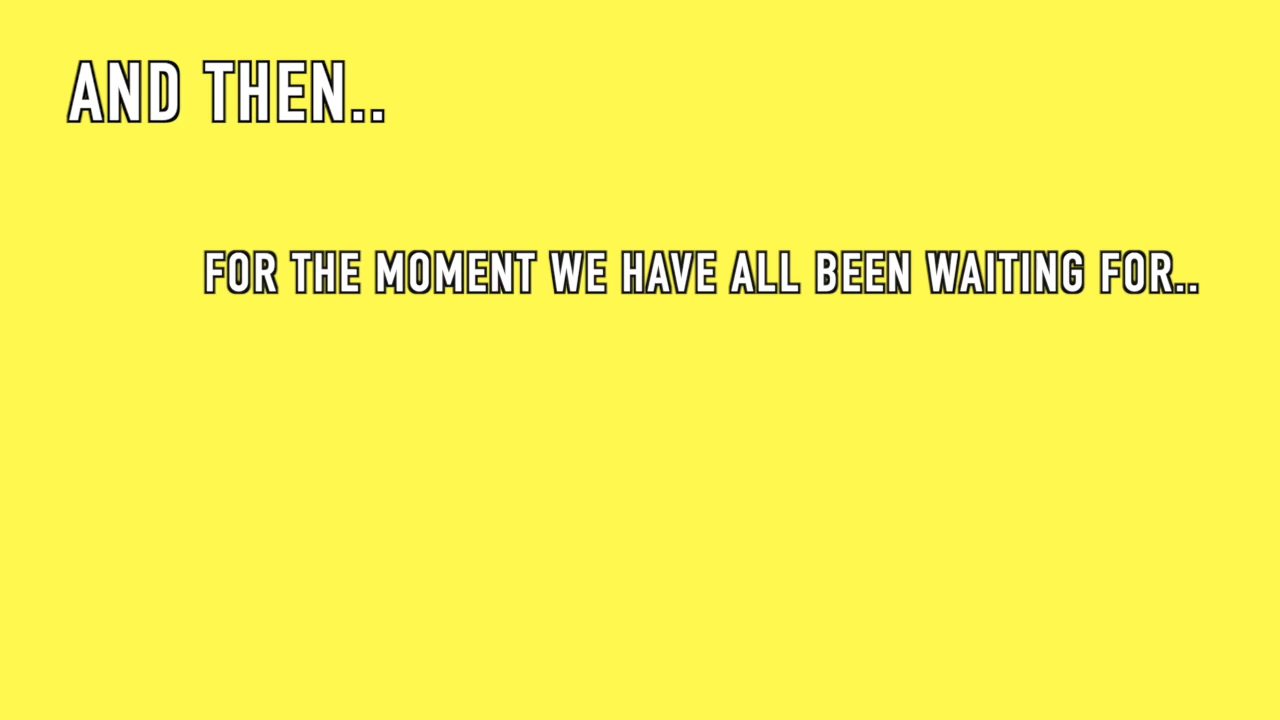 AND THEN..
FOR THE MOMENT WE HAVE ALL BEEN WAITING FOR..